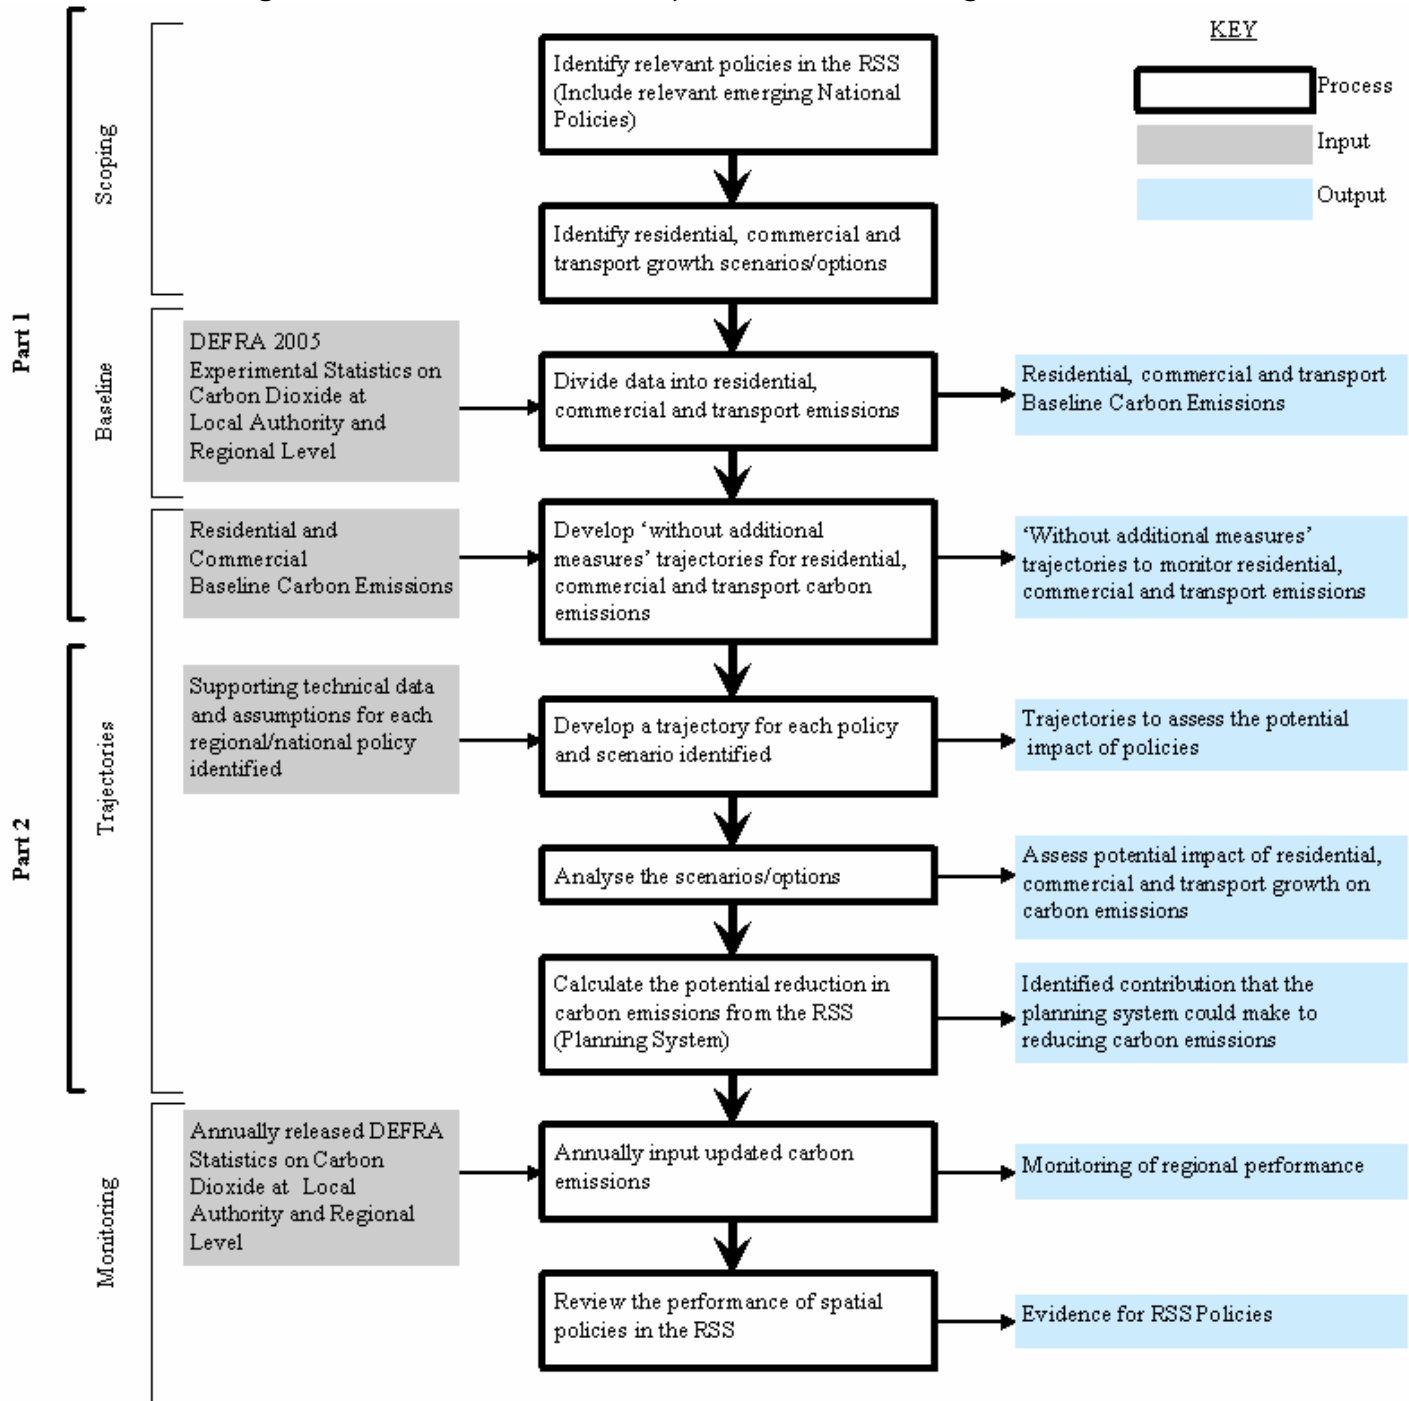 KEY
Process
Input
Output
Part 1
Scoping
Identify relevant policies in the RSS
(Include relevant emerging National
Policies)
Identify residential, commercial and
transport growth scenarios/options
Baseline
DEFRA 2005
Experimental Statistics on
Carbon Dioxide at
Local Authority and
Regional Level
Divide data into residential,
commercial and transport emissions
Residential, commercial and transport
Baseline Carbon Emissions
Residential and
Commercial
Baseline Carbon Emissions
Develop ‘without additional
measures’ trajectories for residential,
commercial and transport carbon
emissions
‘Without additional measures’
trajectories to monitor residential,
commercial and transport emissions
Part 2
Trajectories
Supporting technical data
and assumptions for each
regional/national policy
identified
Develop a trajectory for each policy
and scenario identified
Trajectories to assess the potential
impact of policies
Analyse the scenarios/options
Assess potential impact of residential,
commercial and transport growth on
carbon emissions
Calculate the potential reduction in
carbon emissions from the RSS
(Planning System)
Identified contribution that the
planning system could make to
reducing carbon emissions
Monitoring
Annually released DEFRA
Statistics on Carbon
Dioxide at Local
Authority and Regional
Level
Annually input updated carbon
emissions
Monitoring of regional performance
Review the performance of spatial
policies in the RSS
Evidence for RSS Policies